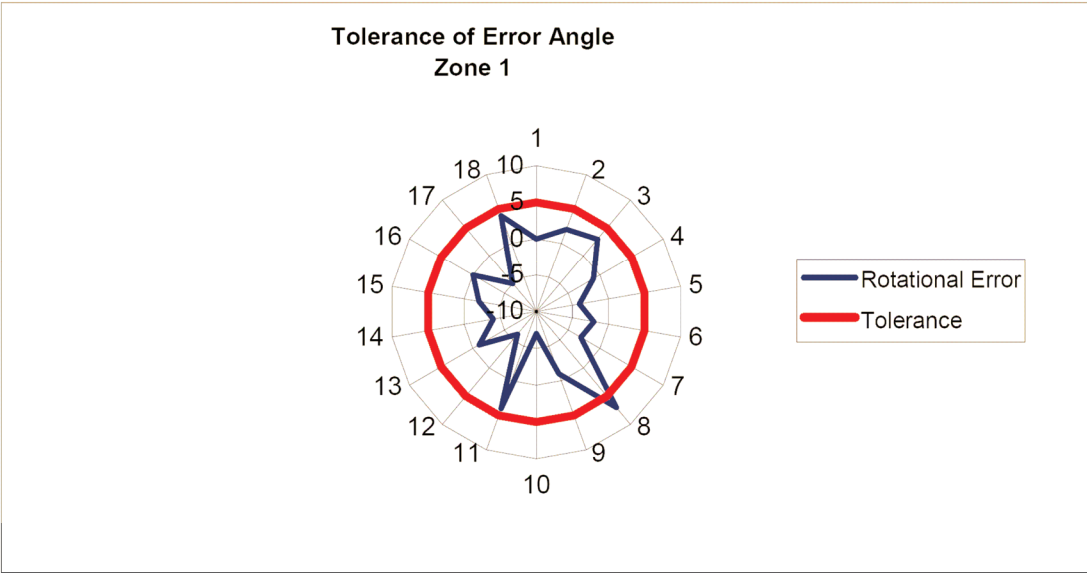 Tolerance of Error Angle
Zone 1
1
18 10 2
17 5 3
16 0 4
15 -5 5
-10
14 6
13 7
12 8
11 9
10
Rotational Error
Tolerance